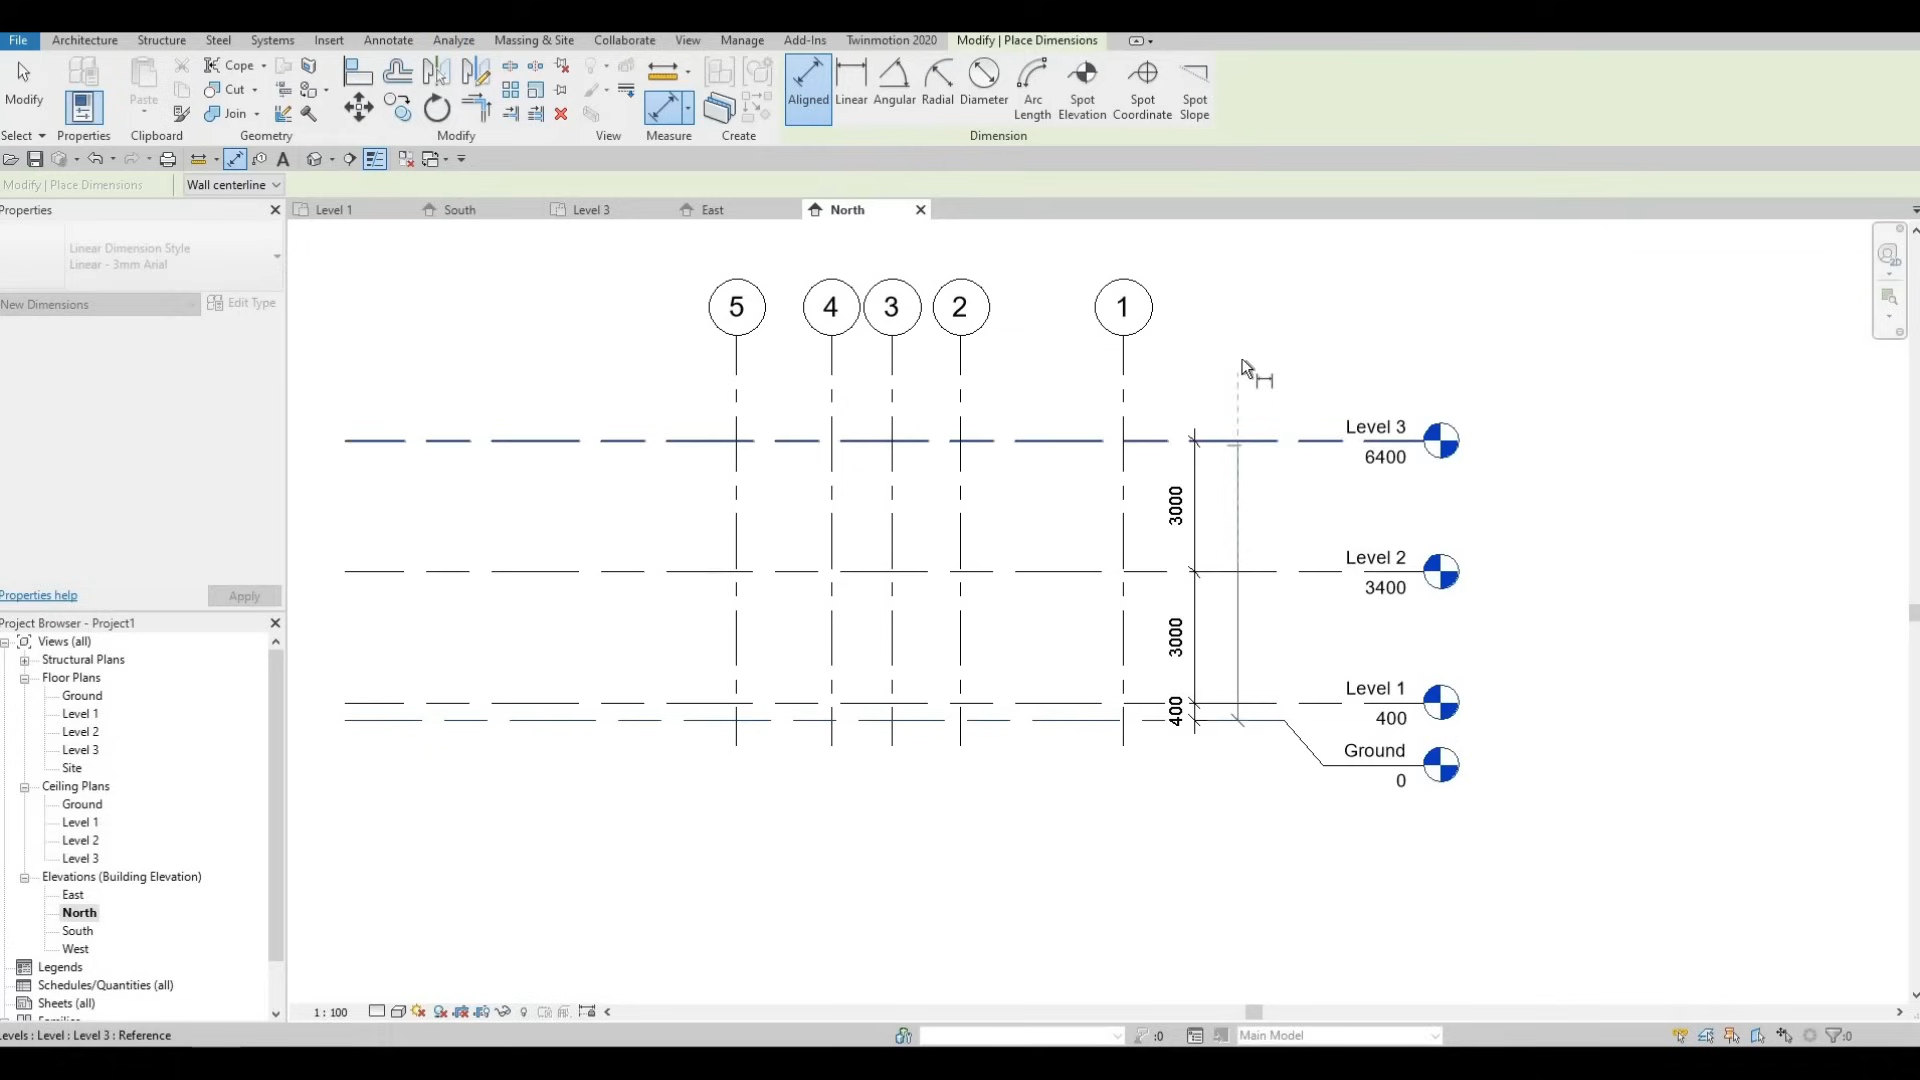 File Architecture Structure Steel Systems Insert Annotate Analyze Massing & Site Collaborate View Manage Add-Ins Twinmotion 2020 Modify | Place Dimensions
Modify
Paste
Cope
Cut
Join
Aligned Linear Angular Radial Diameter Arc Length Spot Elevation Spot Coordinate Spot Slope
Select Properties Clipboard Geometry Modify View Measure Create Dimension
A
Modify | Place Dimensions Wall centerline
Properties
Level 1 South Level 3 East North
2D
Linear Dimension Style
Linear - 3mm Arial
New Dimensions Edit Type
5 4 3 2 1
Level 3
6400
3000
Level 2
3400
3000
Level 1
400
400
Ground
0
Properties help Apply
Project Browser - Project1
Views (all)
Structural Plans
Floor Plans
Ground
Level 1
Level 2
Level 3
Site
Ceiling Plans
Ground
Level 1
Level 2
Level 3
Elevations (Building Elevation)
East
North
South
West
Legends
Schedules/Quantities (all)
Sheets (all)
1 : 100
Levels : Level : Level 3 : Reference
:0
Main Model
:0